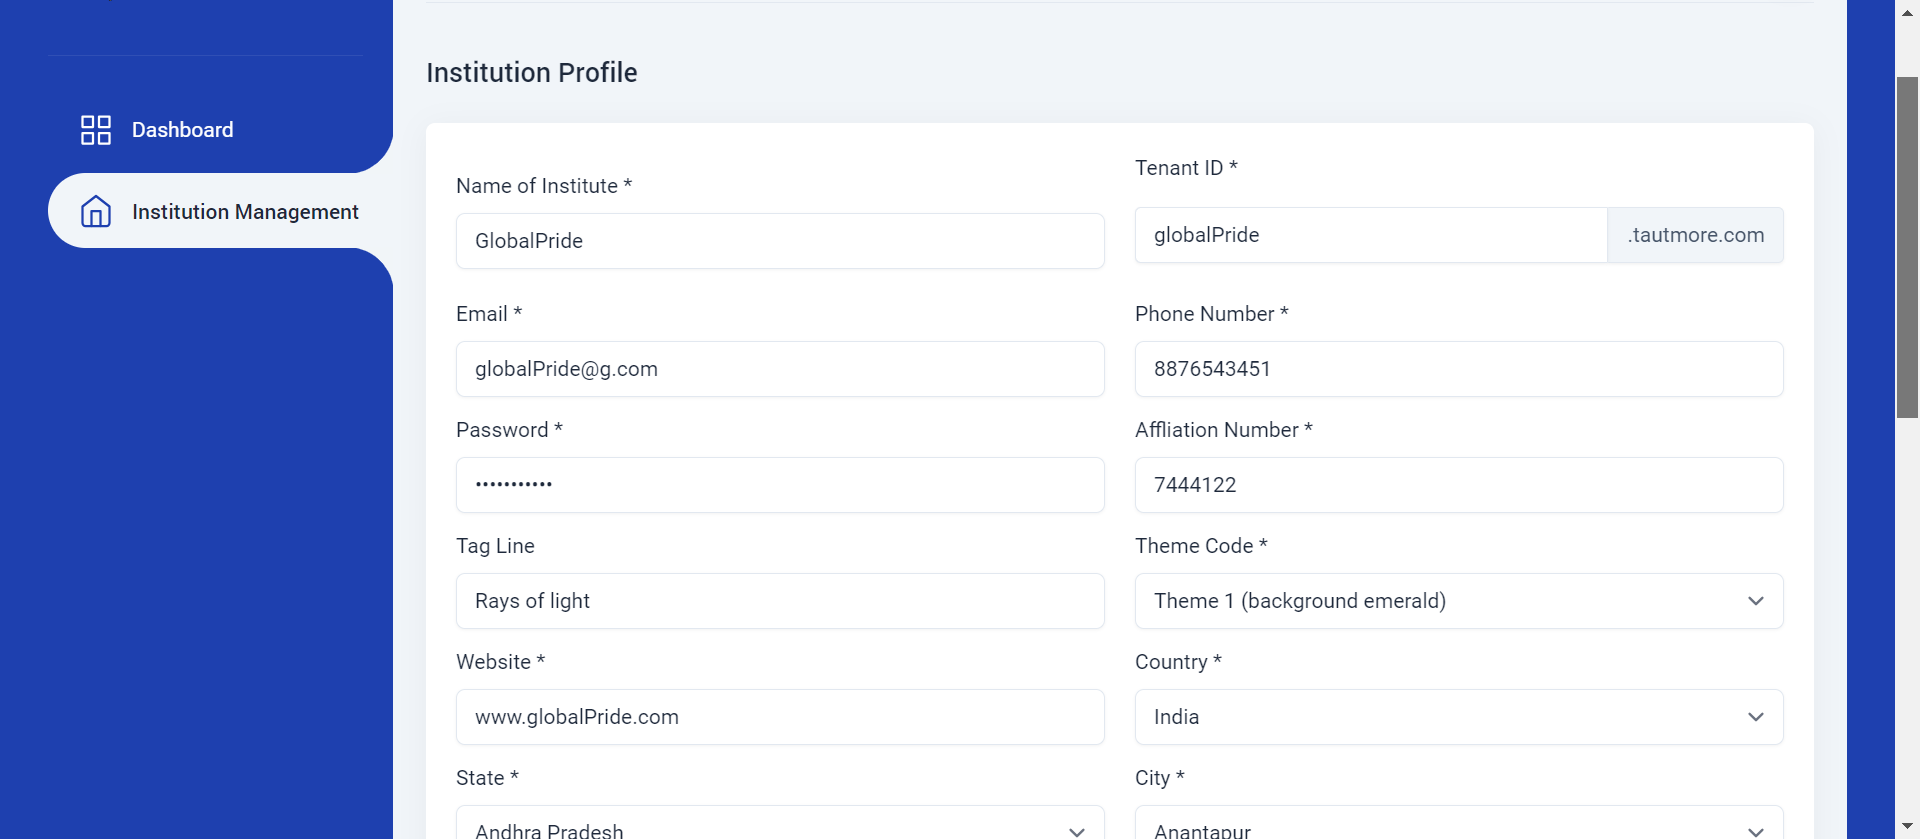 Institution Profile
Dashboard
Institution Management
Name of Institute *
GlobalPride
Tenant ID *
globalPride
.tautmore.com
Email *
globalPride@g.com
Phone Number *
8876543451
Password *
•••••••••••
Affliation Number *
7444122
Tag Line
Rays of light
Theme Code *
Theme 1 (background emerald)
Website *
www.globalPride.com
Country *
India
State *
Andhra Pradesh
City *
Anantapur